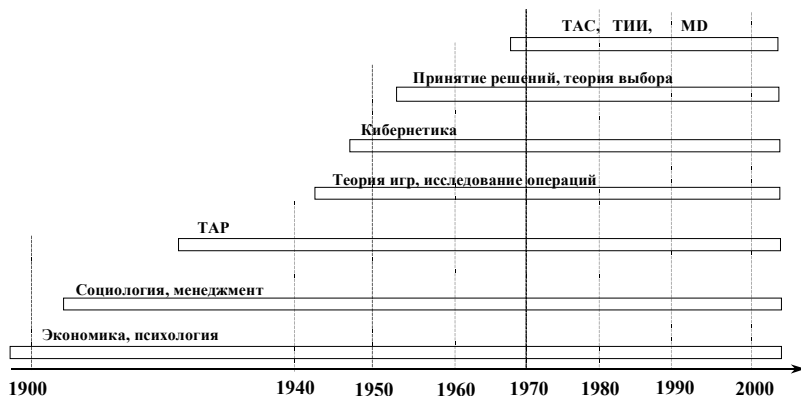 ТАС, ТИИ, MD
Принятие решений, теория выбора
Кибернетика
Теория игр, исследование операций
ТАР
Социология, менеджмент
Экономика, психология
1900 1940 1950 1960 1970 1980 1990 2000